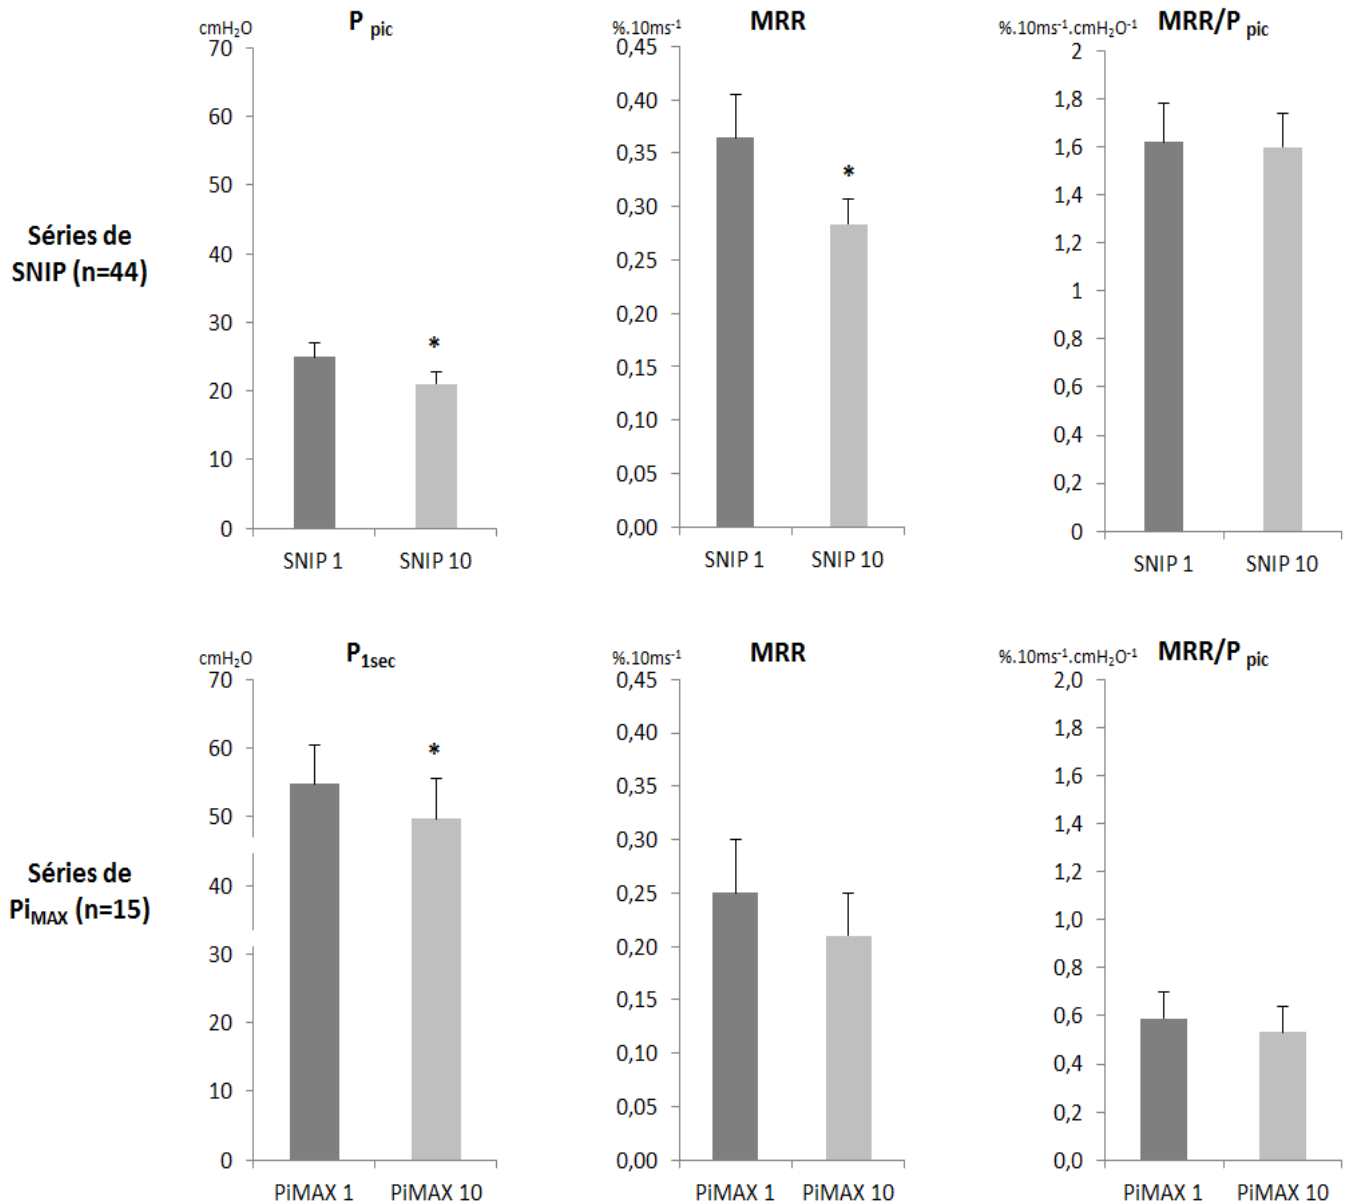 P pic
cmH₂O
70
60
50
40
30
20
10
0
*
SNIP 1 SNIP 10
MRR
%.10ms⁻¹
0,45
0,40
0,35
0,30
0,25
0,20
0,15
0,10
0,05
0,00
*
SNIP 1 SNIP 10
MRR/P pic
%.10ms⁻¹.cmH₂O⁻¹
2
1,8
1,6
1,4
1,2
1
0,8
0,6
0,4
0,2
0
SNIP 1 SNIP 10
Séries de
SNIP (n=44)
P₁sec
cmH₂O
70
60
50
40
30
20
10
0
*
PiMAX 1 PiMAX 10
MRR
%.10ms⁻¹
0,45
0,40
0,35
0,30
0,25
0,20
0,15
0,10
0,05
0,00
PiMAX 1 PiMAX 10
MRR/P pic
%.10ms⁻¹.cmH₂O⁻¹
2,0
1,8
1,6
1,4
1,2
1,0
0,8
0,6
0,4
0,2
0,0
PiMAX 1 PiMAX 10
Séries de
PiMAX (n=15)